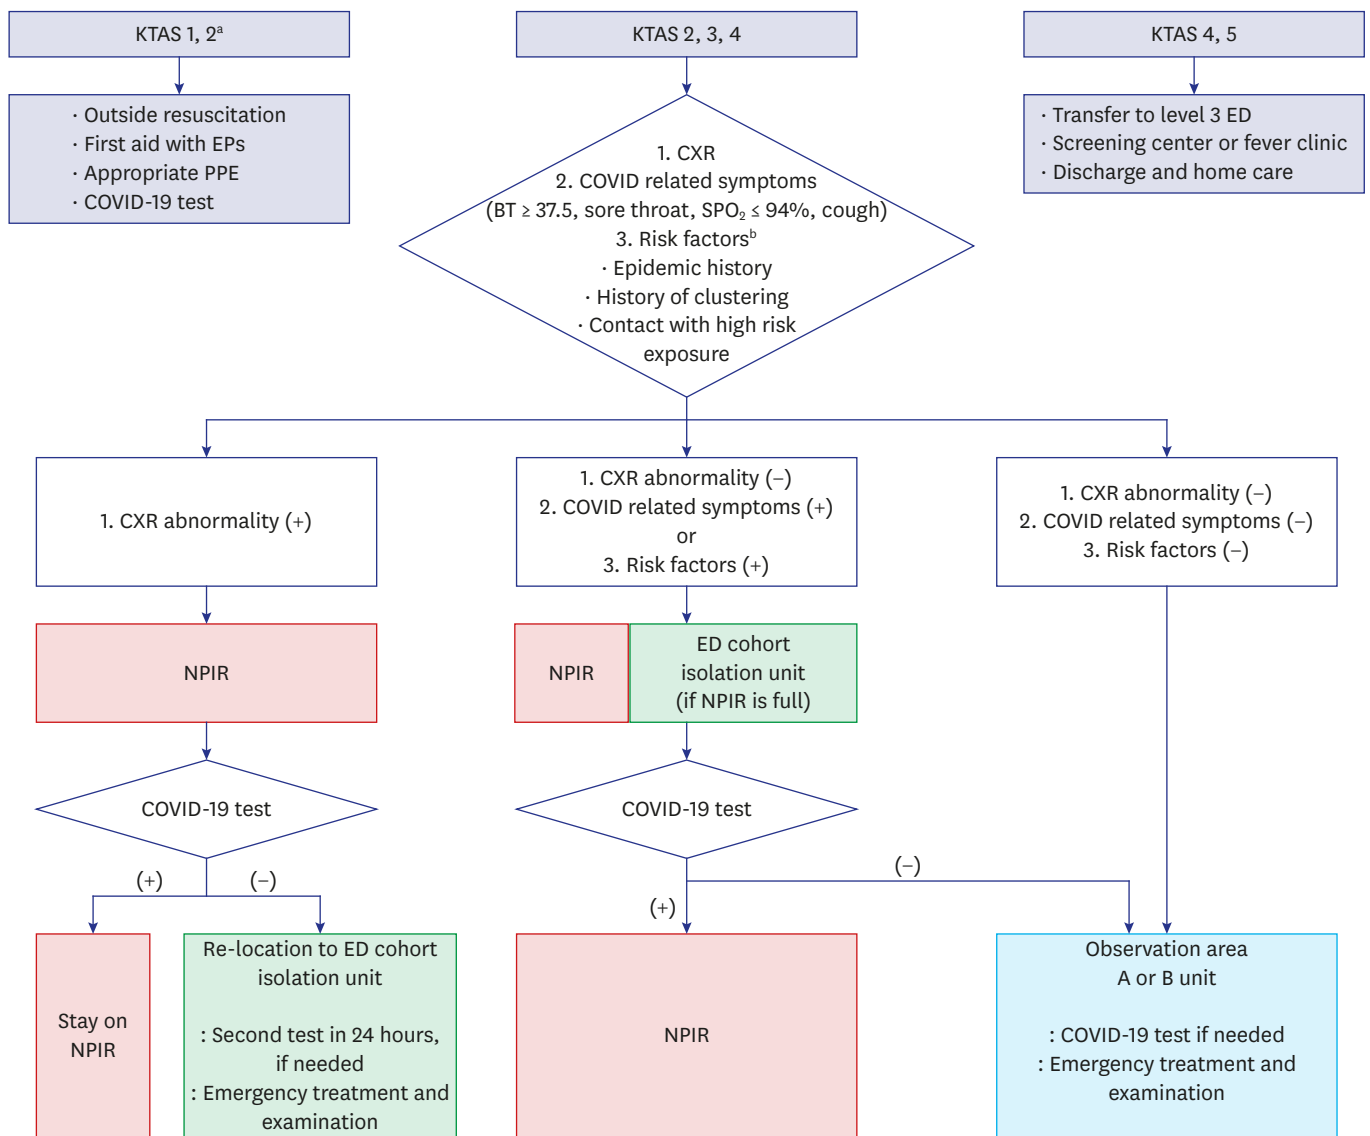 KTAS 1, 2ª
· Outside resuscitation
· First aid with EPs
· Appropriate PPE
· COVID-19 test
KTAS 2, 3, 4
1. CXR
2. COVID related symptoms
(BT ≥ 37.5, sore throat, SPO₂ ≤ 94%, cough)
3. Risk factorsᵇ
· Epidemic history
· History of clustering
· Contact with high risk
exposure
KTAS 4, 5
· Transfer to level 3 ED
· Screening center or fever clinic
· Discharge and home care
1. CXR abnormality (+)
1. CXR abnormality (−)
2. COVID related symptoms (+)
or
3. Risk factors (+)
1. CXR abnormality (−)
2. COVID related symptoms (−)
3. Risk factors (−)
NPIR
NPIR
ED cohort
isolation unit
(if NPIR is full)
COVID-19 test
COVID-19 test
(+)
(−)
(+)
(−)
Stay on
NPIR
Re-location to ED cohort
isolation unit
: Second test in 24 hours,
if needed
: Emergency treatment and
examination
NPIR
Observation area
A or B unit
: COVID-19 test if needed
: Emergency treatment and
examination